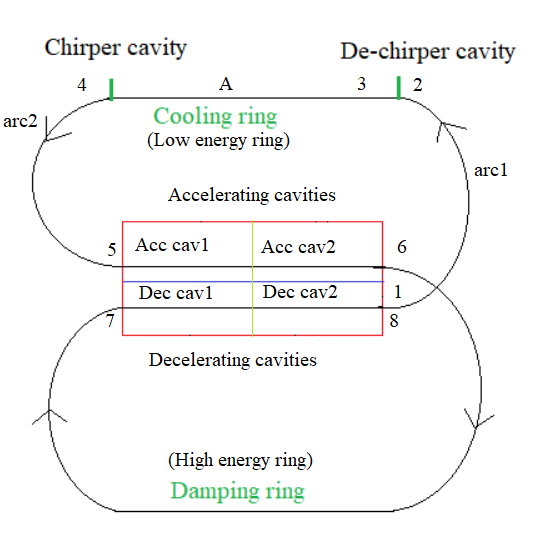 Chirper cavity
De-chirper cavity
4
A
3
2
Cooling ring
(Low energy ring)
arc2
arc1
Accelerating cavities
5
Acc cav1
Acc cav2
6
Dec cav1
Dec cav2
1
7
8
Decelerating cavities
(High energy ring)
Damping ring